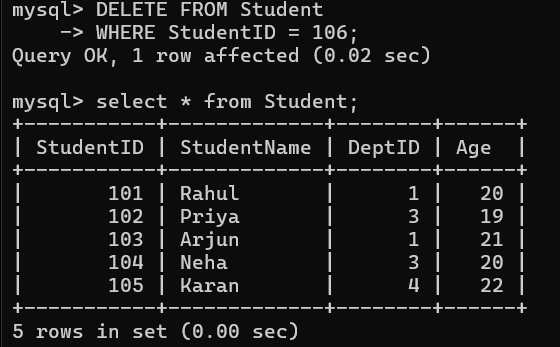 mysql> DELETE FROM Student
    -> WHERE StudentID = 106;
Query OK, 1 row affected (0.02 sec)

mysql> select * from Student;
+-----------+-------------+--------+------+
| StudentID | StudentName | DeptID | Age  |
+-----------+-------------+--------+------+
|       101 | Rahul       |      1 |   20 |
|       102 | Priya       |      3 |   19 |
|       103 | Arjun       |      1 |   21 |
|       104 | Neha        |      3 |   20 |
|       105 | Karan       |      4 |   22 |
+-----------+-------------+--------+------+
5 rows in set (0.00 sec)